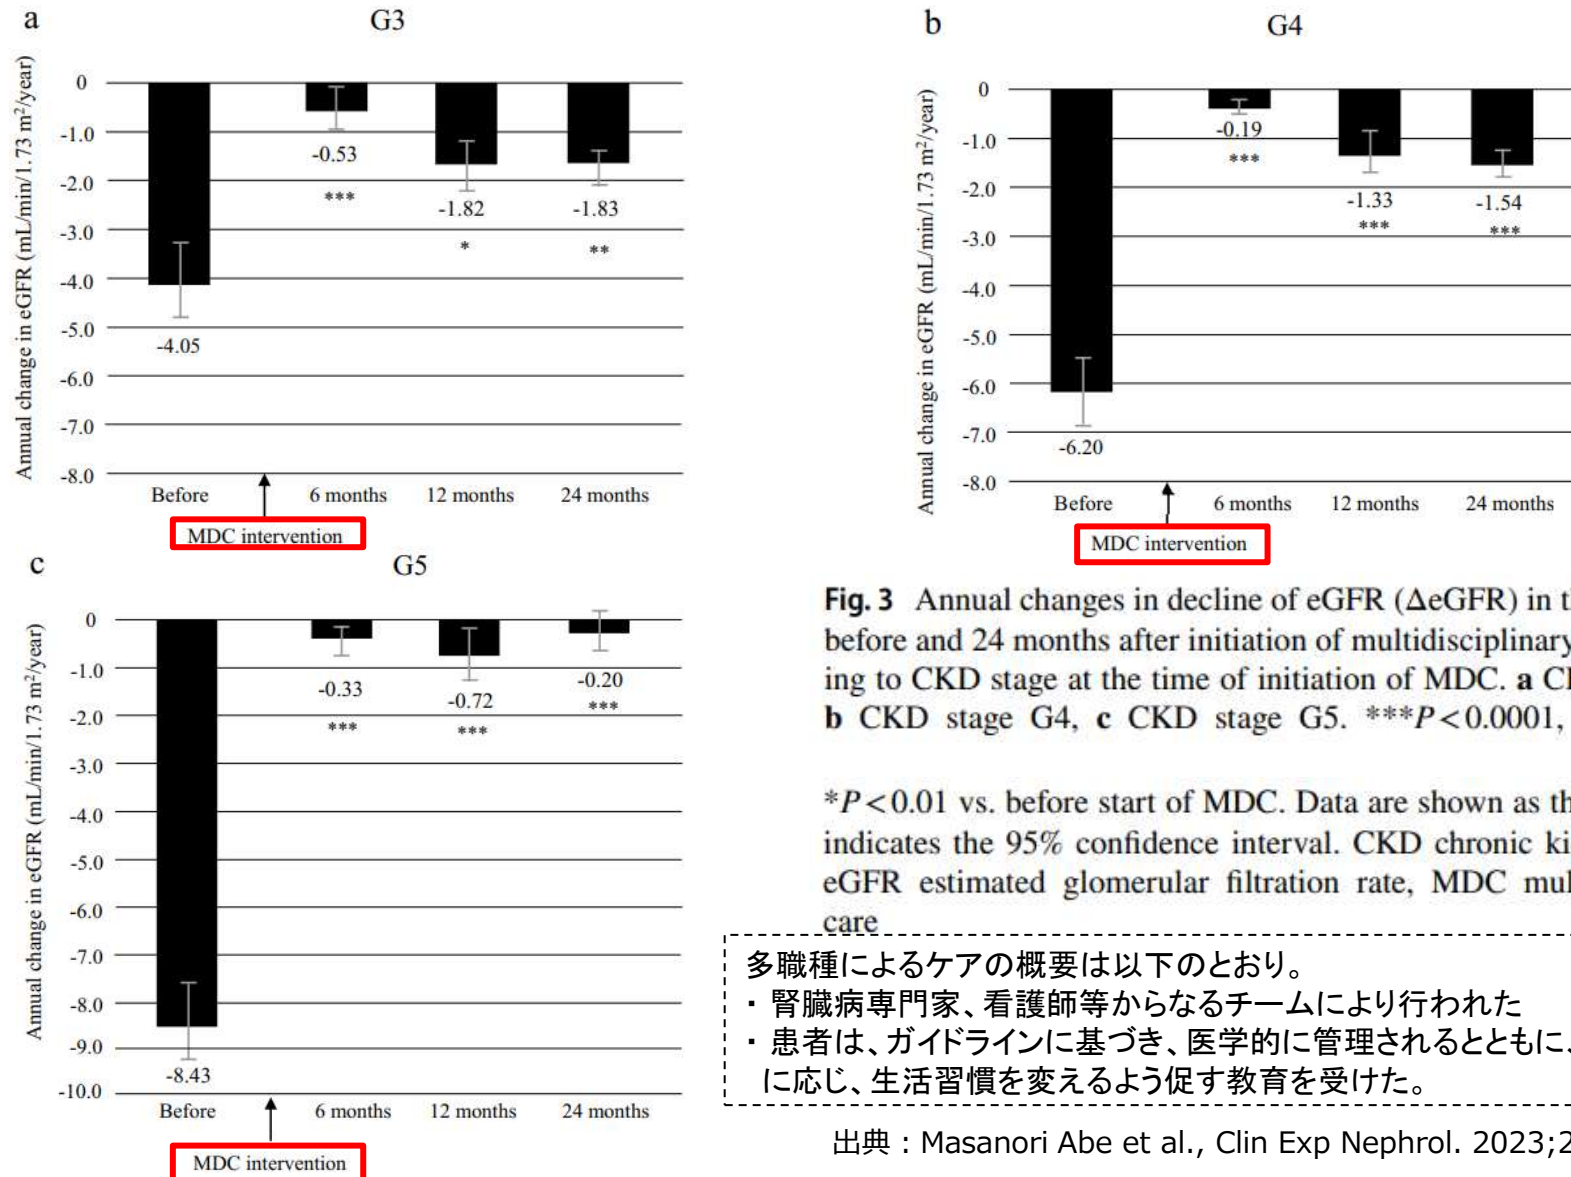 a
G3
Annual change in eGFR (mL/min/1.73 m²/year)
0
-1.0
-2.0
-3.0
-4.0
-5.0
-6.0
-7.0
-8.0
-4.05
-0.53
***
-1.82
*
-1.83
**
Before
6 months
12 months
24 months
MDC intervention
b
G4
Annual change in eGFR (mL/min/1.73 m²/year)
0
-1.0
-2.0
-3.0
-4.0
-5.0
-6.0
-7.0
-8.0
-6.20
-0.19
***
-1.33
***
-1.54
***
Before
6 months
12 months
24 months
MDC intervention
c
G5
Annual change in eGFR (mL/min/1.73 m²/year)
0
-1.0
-2.0
-3.0
-4.0
-5.0
-6.0
-7.0
-8.0
-9.0
-10.0
-8.43
-0.33
***
-0.72
***
-0.20
***
Before
6 months
12 months
24 months
MDC intervention
Fig. 3 Annual changes in decline of eGFR (ΔeGFR) in
before and 24 months after initiation of multidisciplinary
ing to CKD stage at the time of initiation of MDC. a
b CKD stage G4, c CKD stage G5. ***P<0.0001,
*P<0.01 vs. before start of MDC. Data are shown as
indicates the 95% confidence interval. CKD chronic
eGFR estimated glomerular filtration rate, MDC
care
多職種によるケアの概要は以下のとおり。
・ 腎臓病専門家、看護師等からなるチームにより行われた
・ 患者は、ガイドラインに基づき、医学的に管理されるとともに、
に応じ、生活習慣を変えるよう促す教育を受けた。
出典：Masanori Abe et al., Clin Exp Nephrol. 2023;